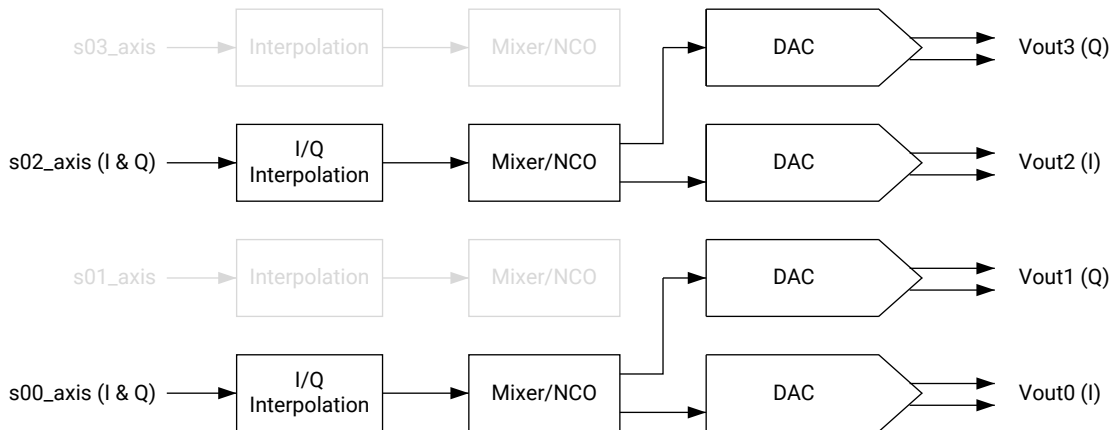 s03_axis
Interpolation
Mixer/NCO
DAC
Vout3 (Q)
s02_axis (I & Q)
I/Q
Interpolation
Mixer/NCO
DAC
Vout2 (I)
s01_axis
Interpolation
Mixer/NCO
DAC
Vout1 (Q)
s00_axis (I & Q)
I/Q
Interpolation
Mixer/NCO
DAC
Vout0 (I)